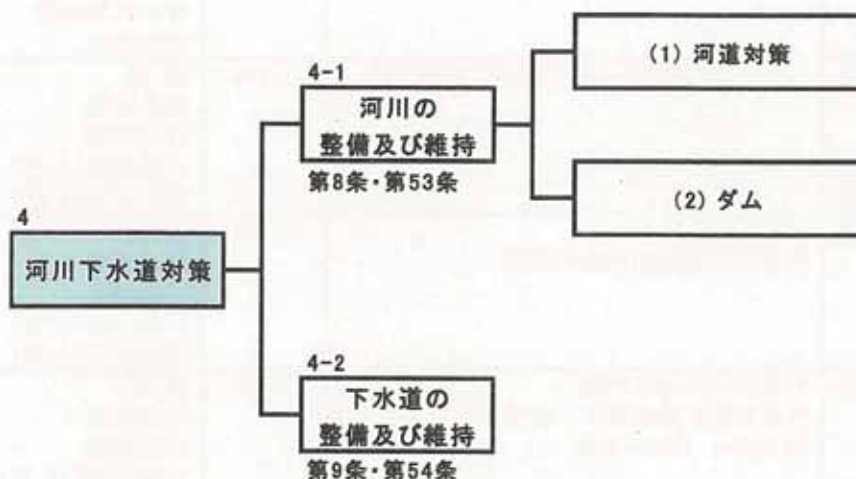 4
河川下水道対策
4-1
河川の
整備及び維持
第8条・第53条
(1) 河道対策
(2) ダム
4-2
下水道の
整備及び維持
第9条・第54条